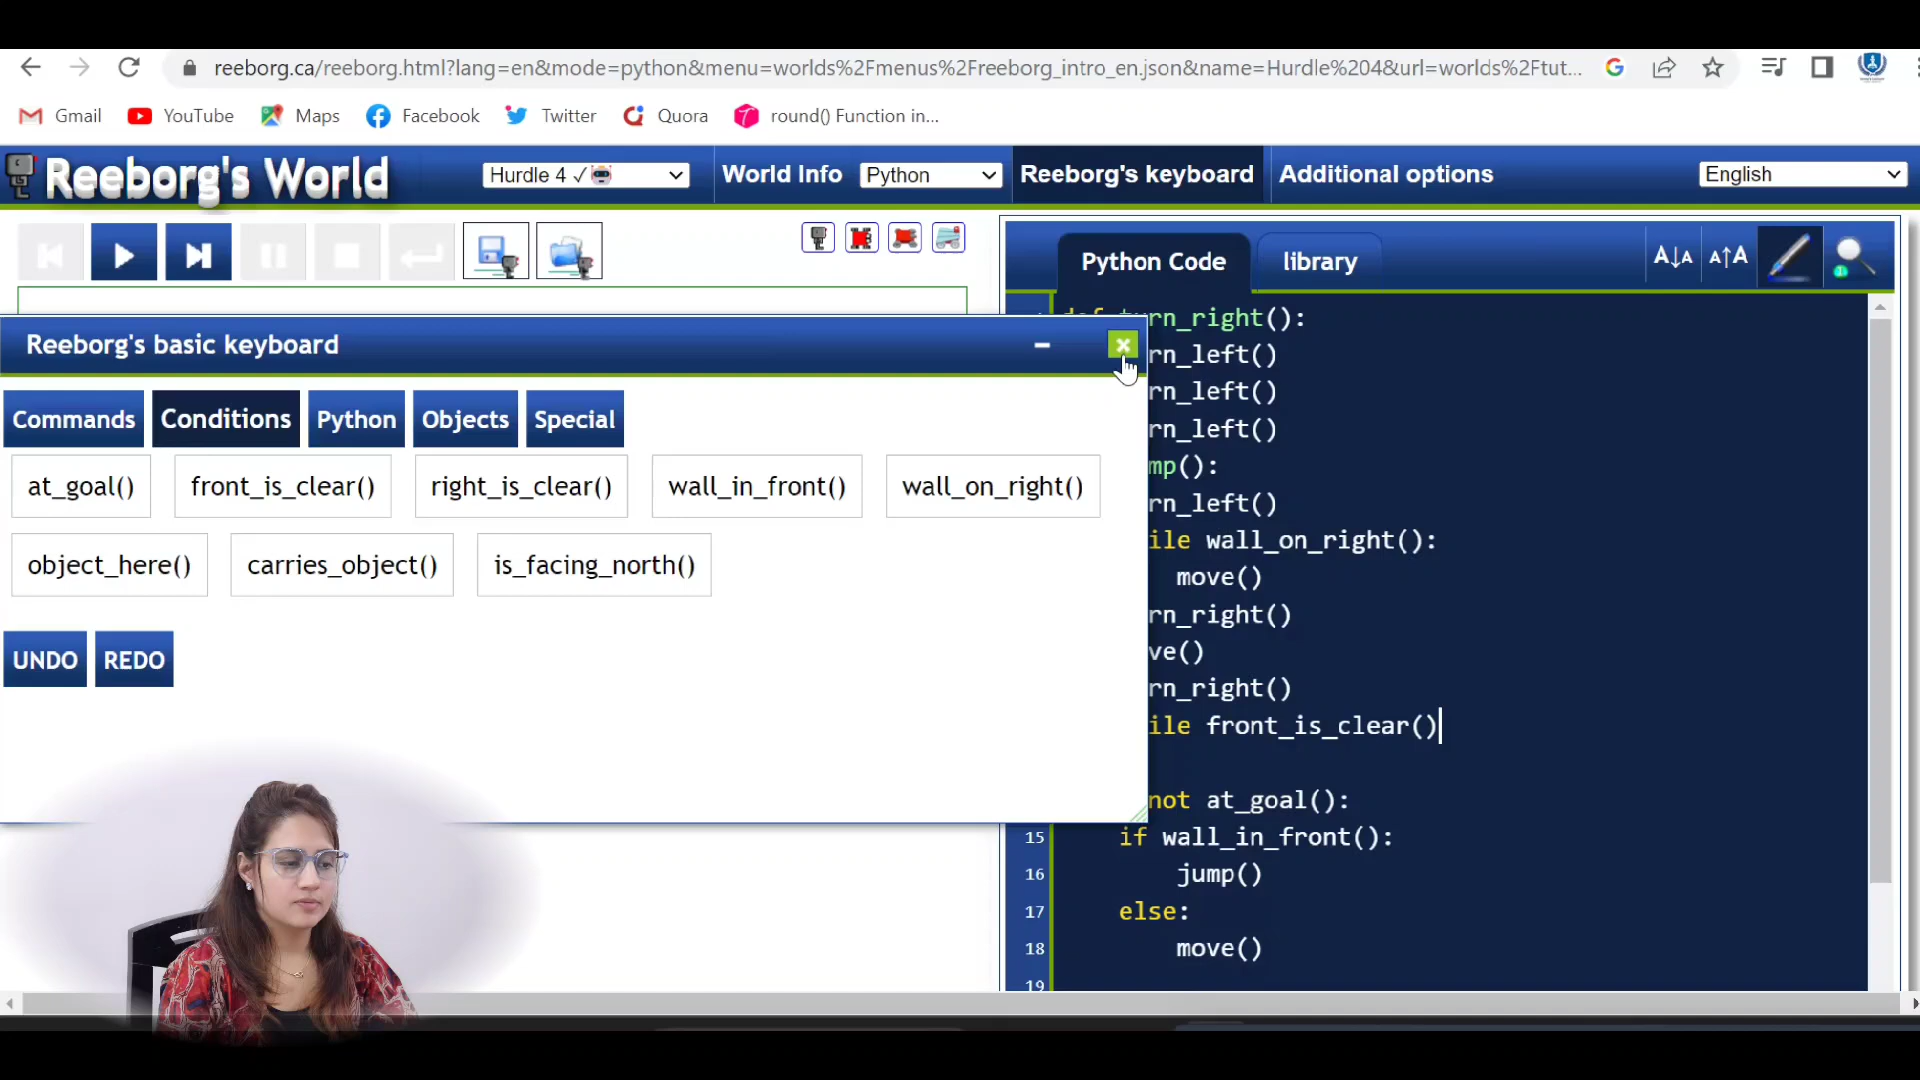 reeborg.ca/reeborg.html?lang=en&mode=python&menu=worlds%2Fmenus%2Freeborg_intro_en.json&name=Hurdle%204&url=worlds%2Ftut...
Gmail YouTube Maps Facebook Twitter Quora round() Function in...
Reeborg's World Hurdle 4 ✓ World Info Python Reeborg's keyboard Additional options English
Python Code library A↓A A↑A
turn_right():
Reeborg's basic keyboard
rn_left()
rn_left()
Commands Conditions Python Objects Special
rn_left()
mp():
at_goal() front_is_clear() right_is_clear() wall_in_front() wall_on_right()
rn_left()
ile wall_on_right():
object_here() carries_object() is_facing_north()
move()
rn_right()
ve()
UNDO REDO
rn_right()
ile front_is_clear()
not at_goal():
15 if wall_in_front():
16 jump()
17 else:
18 move()
19